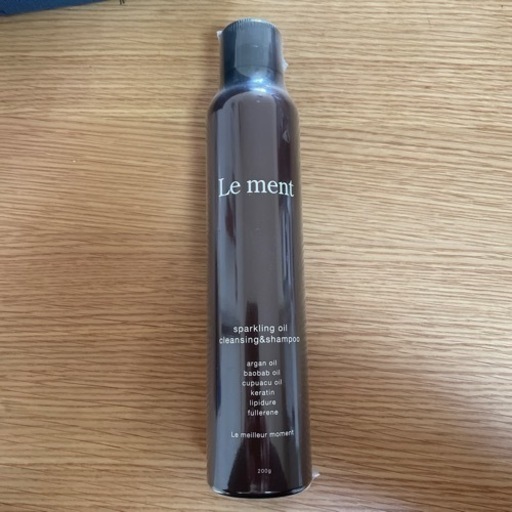 Le ment
sparkling oil
cleansing&shampoo
argan oil
baobab oil
cupuacu oil
keratin
lipidure
fullerene
Le meilleur moment
200g